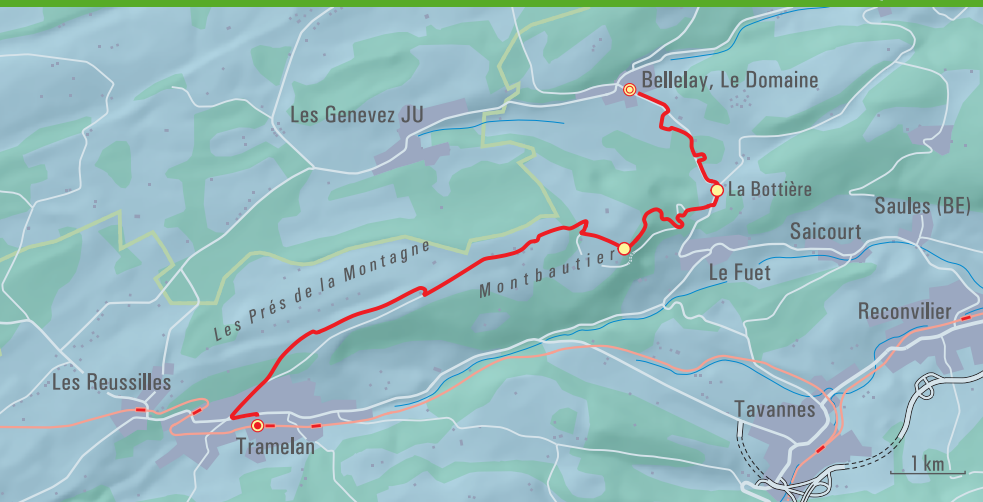 Bellelay, Le Domaine
Les Genevez JU
La Bottière
Saules (BE)
Saicourt
Les Prés de la Montagne
Montbautier
Le Fuet
Reconvilier
Les Reussilles
Tavannes
Tramelan
1 km